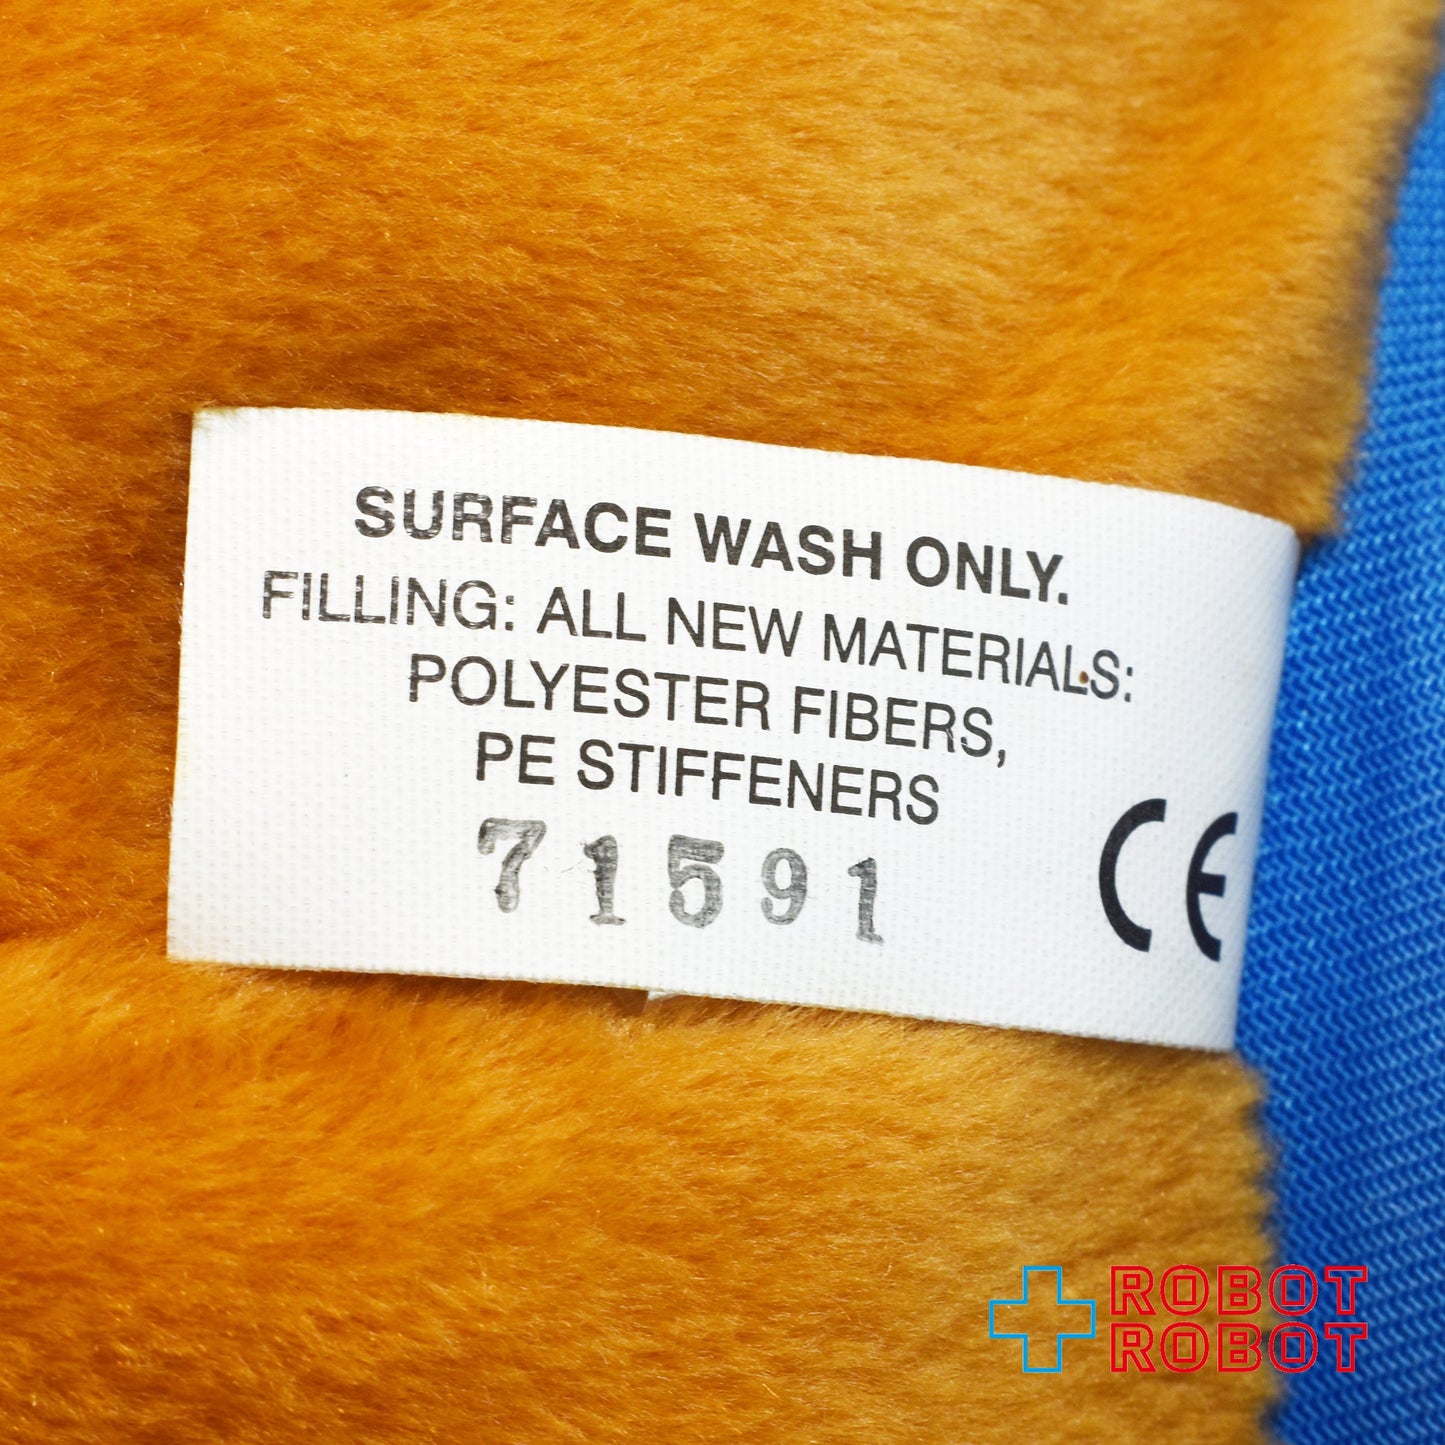 SURFACE WASH ONLY.
FILLING: ALL NEW MATERIALS:
POLYESTER FIBERS,
PE STIFFENERS
71591
CE
ROBOT
ROBOT